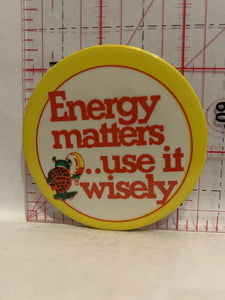 Energy
matters
...use it
wisely